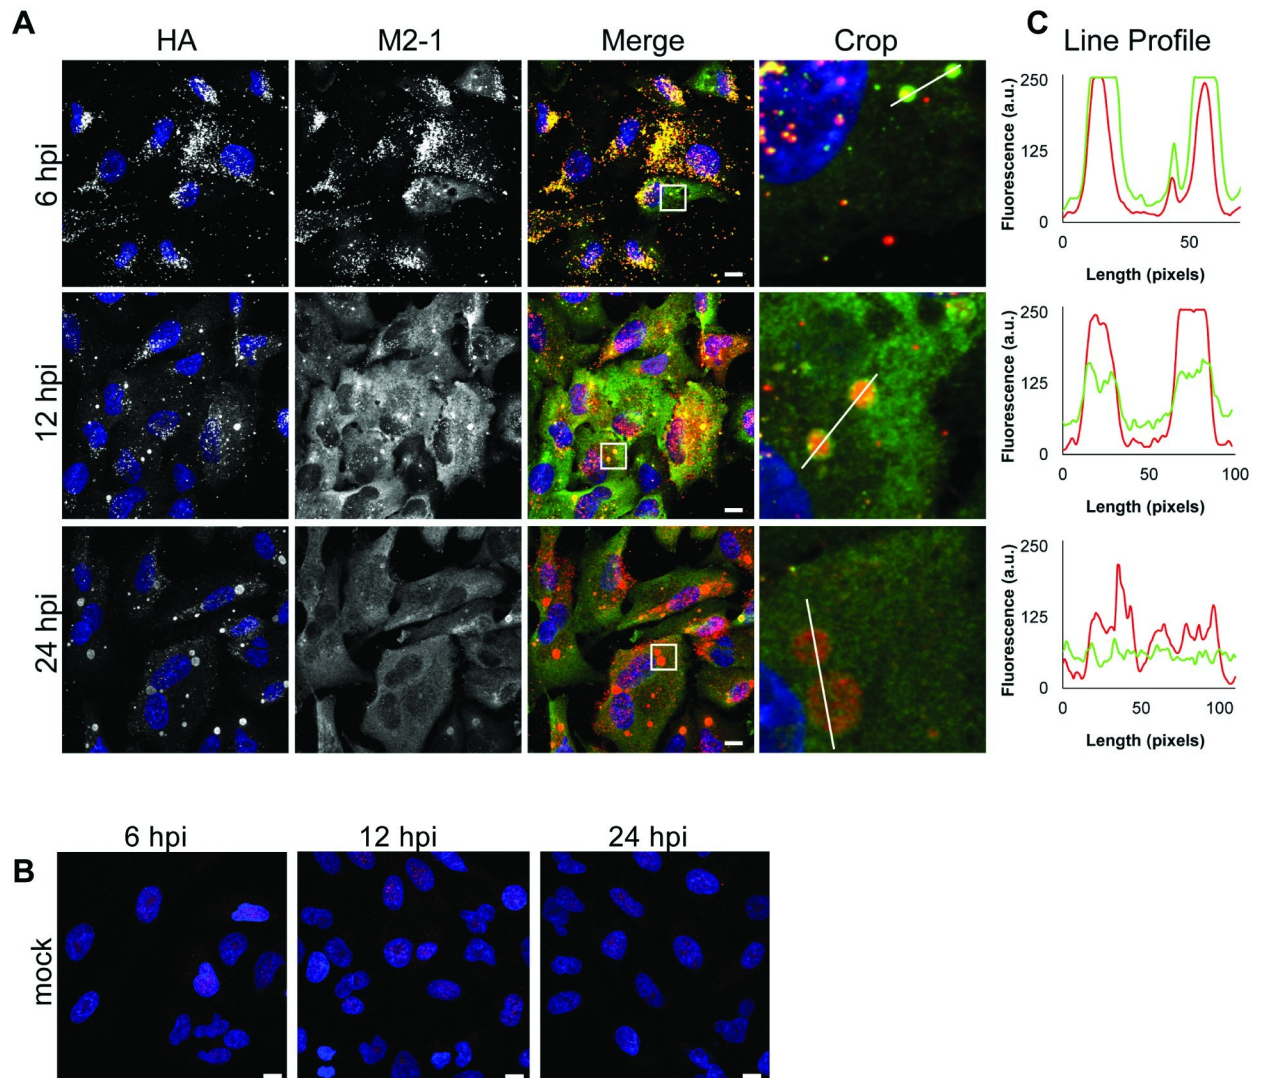 A
HA
M2-1
Merge
Crop
C
Line Profile
6 hpi
12 hpi
24 hpi
250
125
0
0
50
Fluorescence (a.u.)
Length (pixels)
250
125
0
0
50
100
Fluorescence (a.u.)
Length (pixels)
250
125
0
0
50
100
Fluorescence (a.u.)
Length (pixels)
B
6 hpi
12 hpi
24 hpi
mock